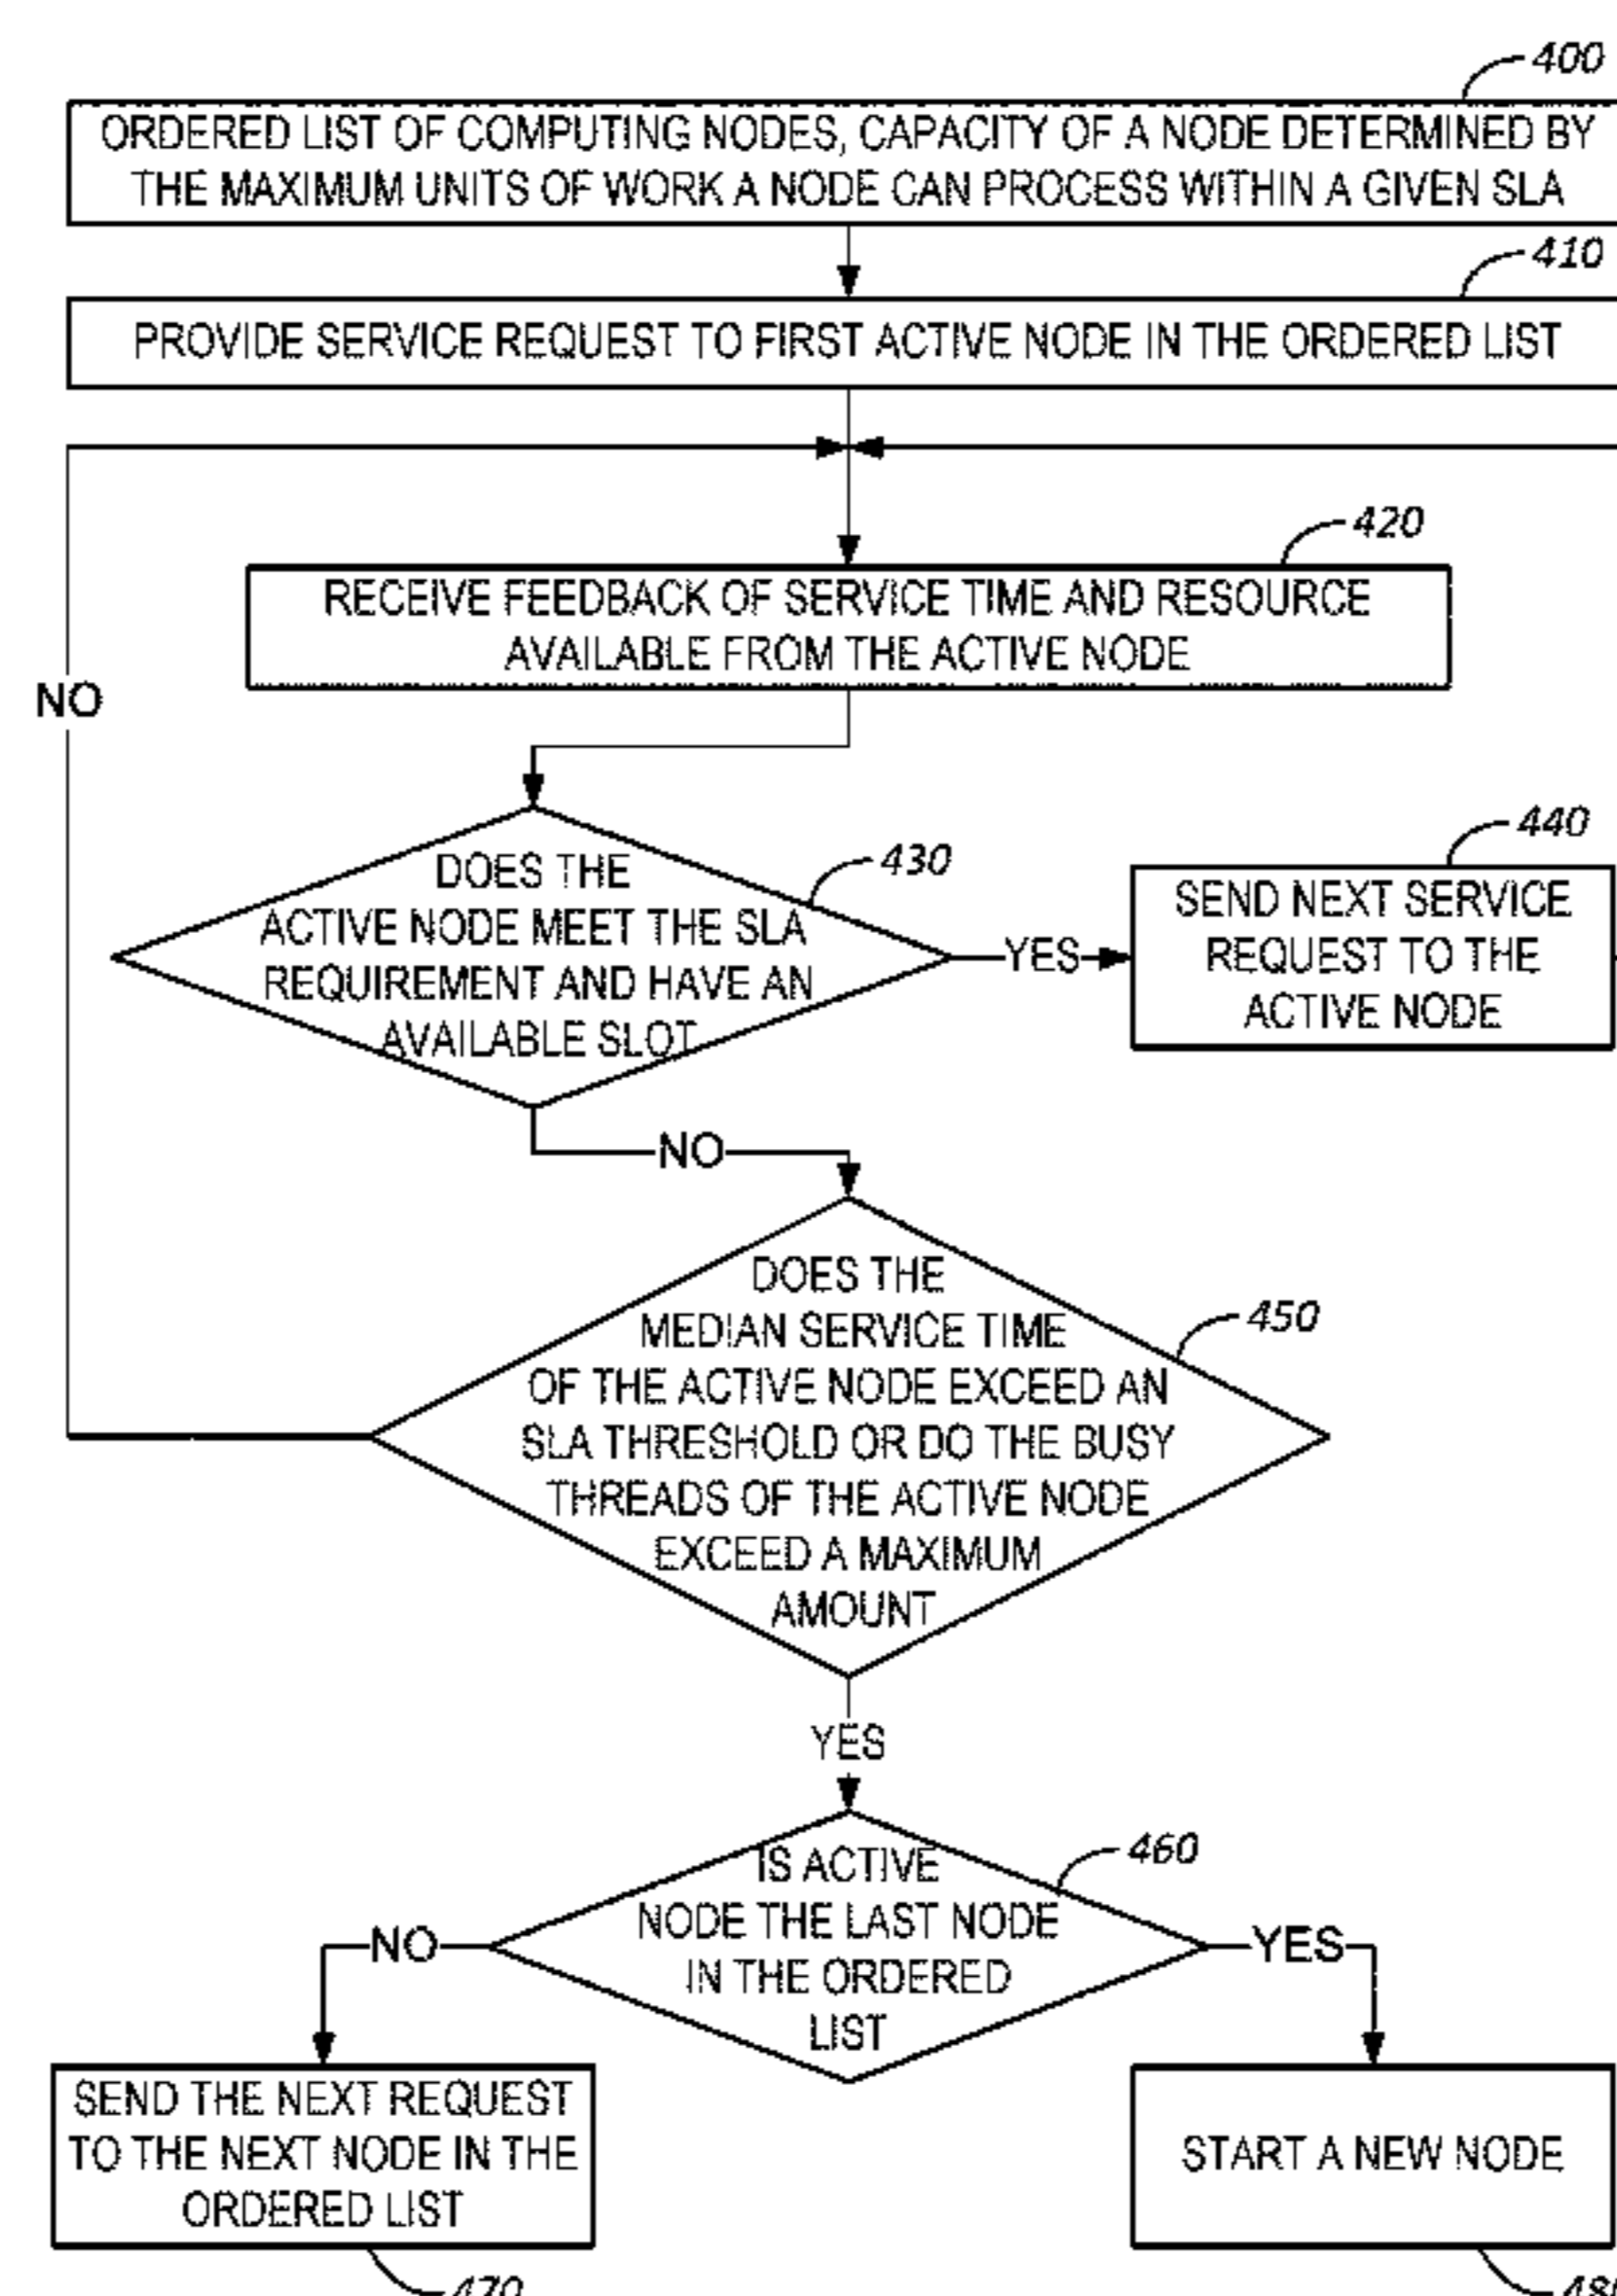 400
ORDERED LIST OF COMPUTING NODES, CAPACITY OF A NODE DETERMINED BY
THE MAXIMUM UNITS OF WORK A NODE CAN PROCESS WITHIN A GIVEN SLA
410
PROVIDE SERVICE REQUEST TO FIRST ACTIVE NODE IN THE ORDERED LIST
420
RECEIVE FEEDBACK OF SERVICE TIME AND RESOURCE
AVAILABLE FROM THE ACTIVE NODE
NO
430
DOES THE
ACTIVE NODE MEET THE SLA
REQUIREMENT AND HAVE AN
AVAILABLE SLOT
YES
440
SEND NEXT SERVICE
REQUEST TO THE
ACTIVE NODE
NO
450
DOES THE
MEDIAN SERVICE TIME
OF THE ACTIVE NODE EXCEED AN
SLA THRESHOLD OR DO THE BUSY
THREADS OF THE ACTIVE NODE
EXCEED A MAXIMUM
AMOUNT
YES
460
IS ACTIVE
NODE THE LAST NODE
IN THE ORDERED
LIST
NO
YES
SEND THE NEXT REQUEST
TO THE NEXT NODE IN THE
ORDERED LIST
START A NEW NODE
470